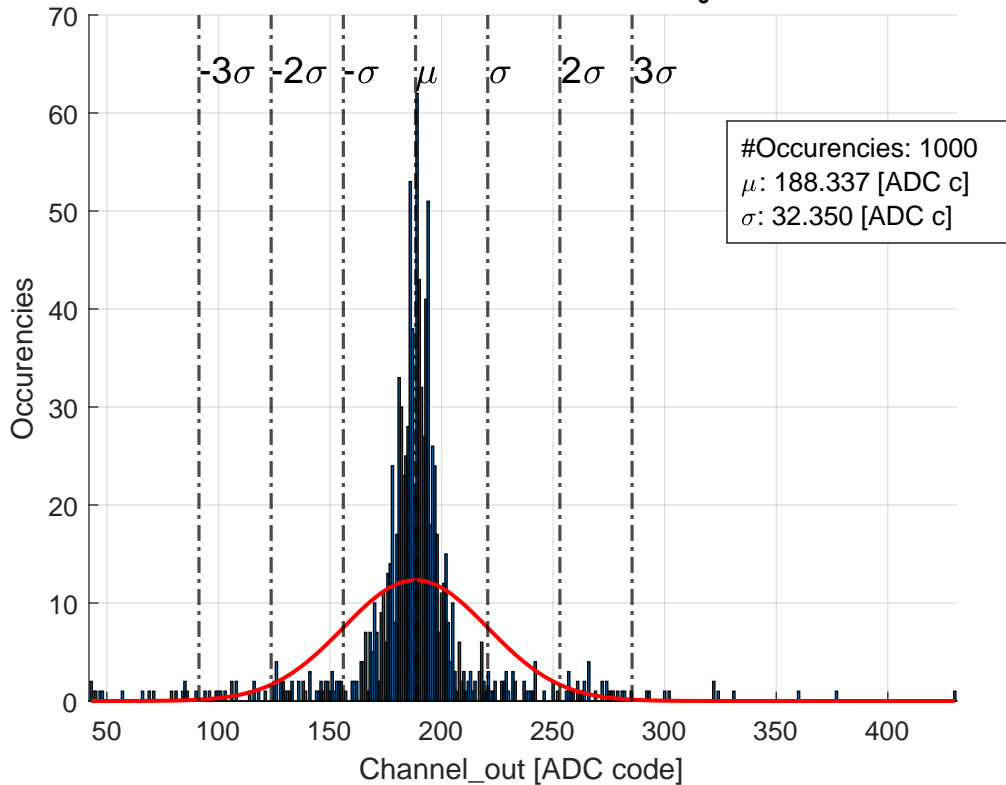 70
60
50
40
30
20
10
0
-3σ -2σ -σ μ σ 2σ 3σ
#Occurencies: 1000
μ: 188.337 [ADC c]
σ: 32.350 [ADC c]
Occurencies
50 100 150 200 250 300 350 400
Channel_out [ADC code]